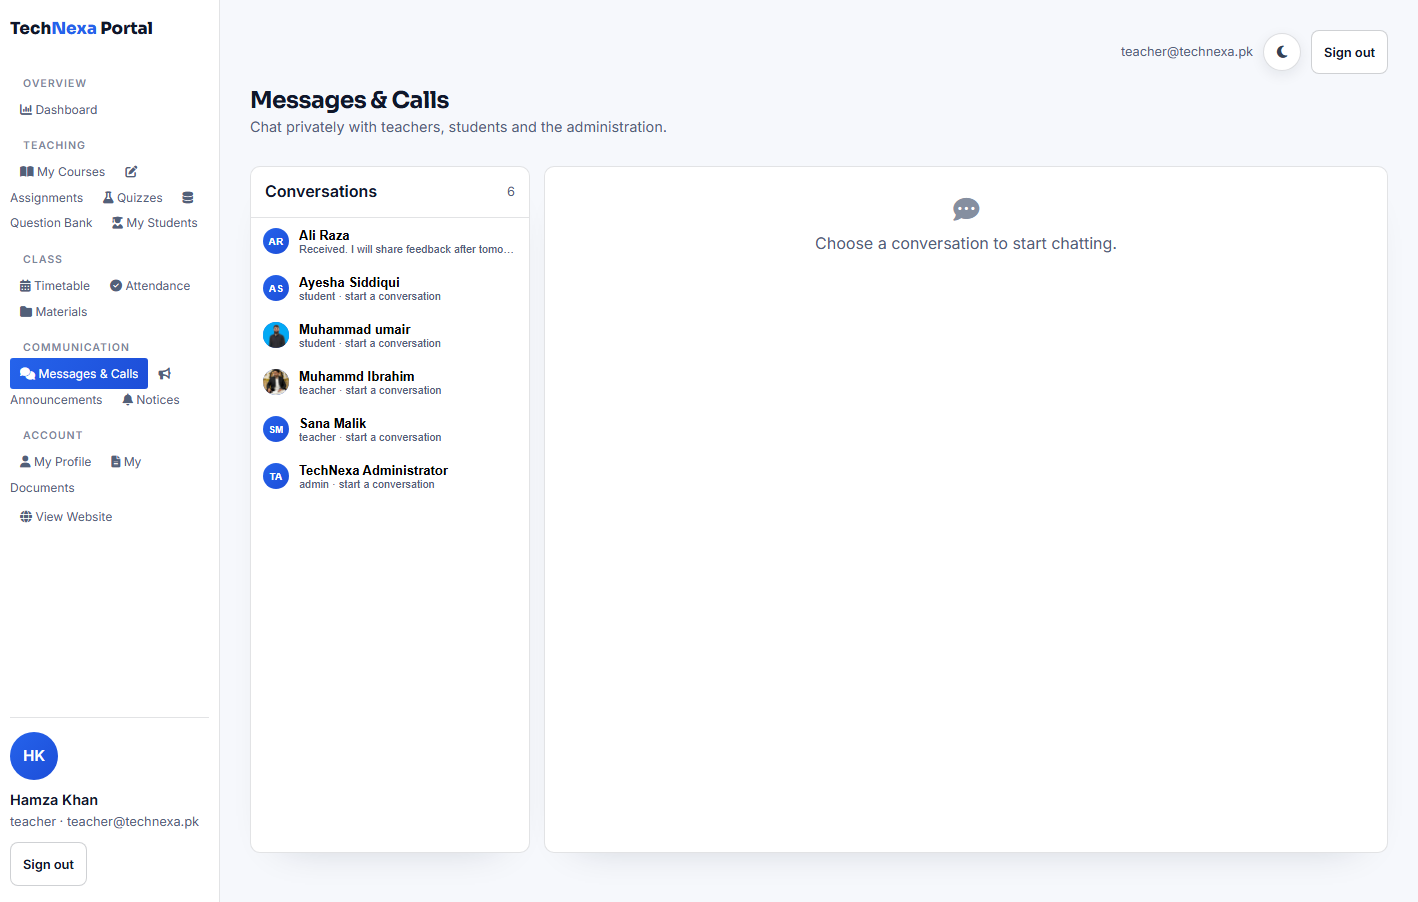 TechNexa Portal
OVERVIEW
Dashboard
TEACHING
My Courses
Assignments Quizzes
Question Bank My Students
CLASS
Timetable Attendance
Materials
COMMUNICATION
Messages & Calls
Announcements Notices
ACCOUNT
My Profile My
Documents
View Website
HK
Hamza Khan
teacher · teacher@technexa.pk
Sign out
teacher@technexa.pk
Sign out
Messages & Calls
Chat privately with teachers, students and the administration.
Conversations 6
AR
Ali Raza
Received. I will share feedback after tomo…
AS
Ayesha Siddiqui
student · start a conversation
Muhammad umair
student · start a conversation
Muhammd Ibrahim
teacher · start a conversation
SM
Sana Malik
teacher · start a conversation
TA
TechNexa Administrator
admin · start a conversation
Choose a conversation to start chatting.